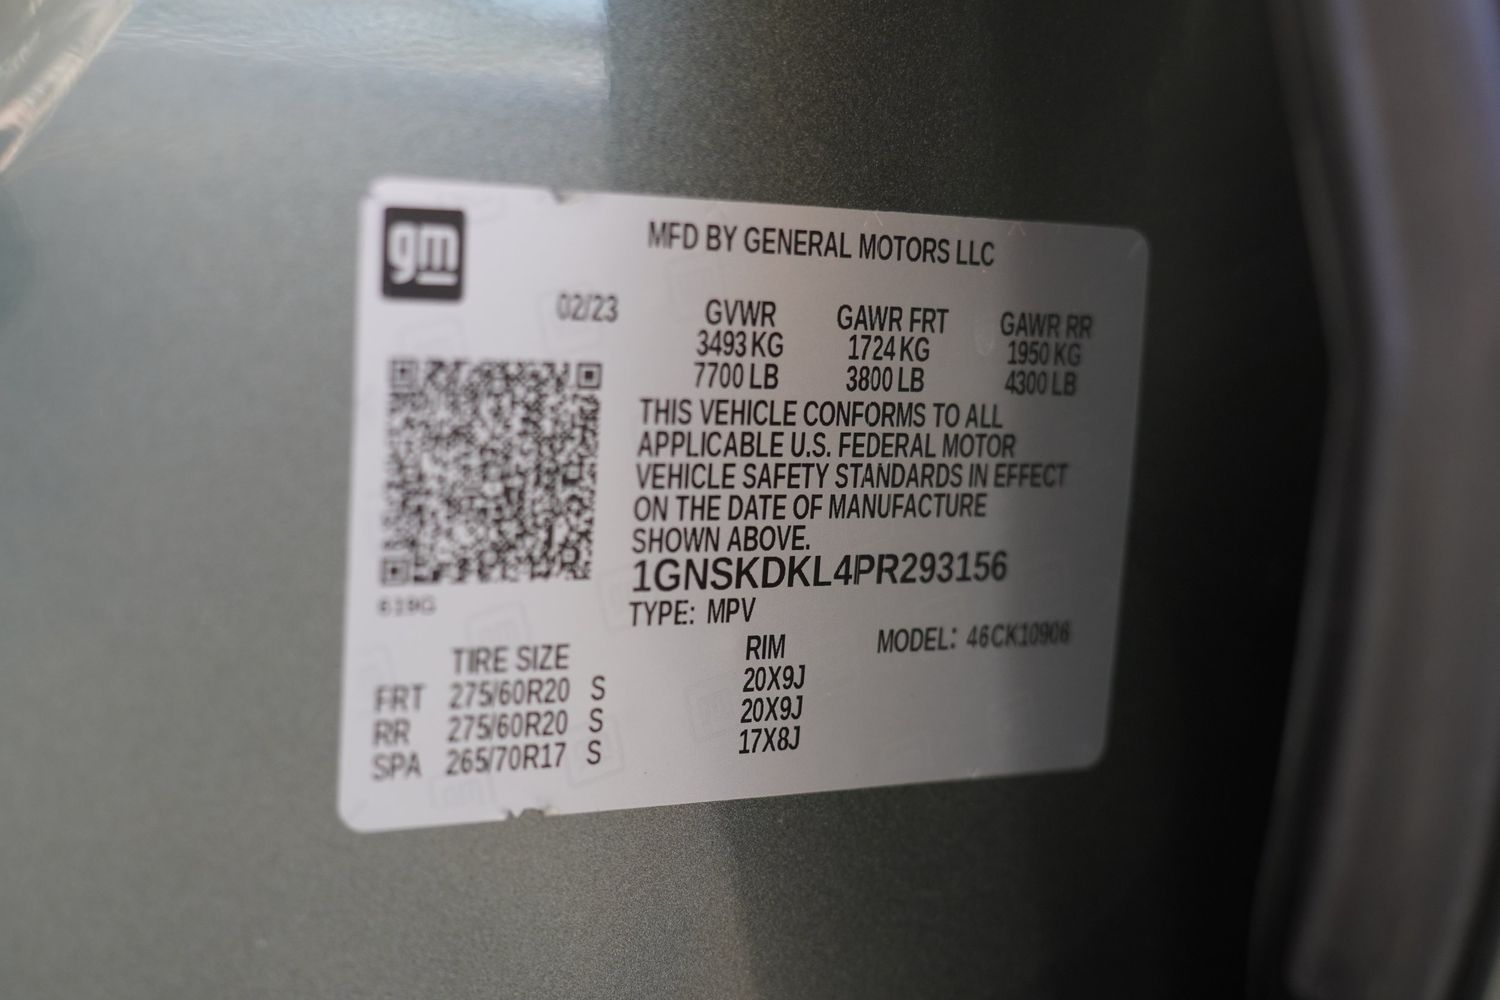 gm
MFD BY GENERAL MOTORS LLC
02/23
GVWR GAWR FRT GAWR RR
3493 KG 1724 KG 1950 KG
7700 LB 3800 LB 4300 LB
THIS VEHICLE CONFORMS TO ALL
APPLICABLE U.S. FEDERAL MOTOR
VEHICLE SAFETY STANDARDS IN EFFECT
ON THE DATE OF MANUFACTURE
SHOWN ABOVE.
1GNSKDKL4PR293156
619G
TYPE: MPV
MODEL: 46CK10906
TIRE SIZE RIM
FRT 275/60R20 S 20X9J
RR 275/60R20 S 20X9J
SPA 265/70R17 S 17X8J